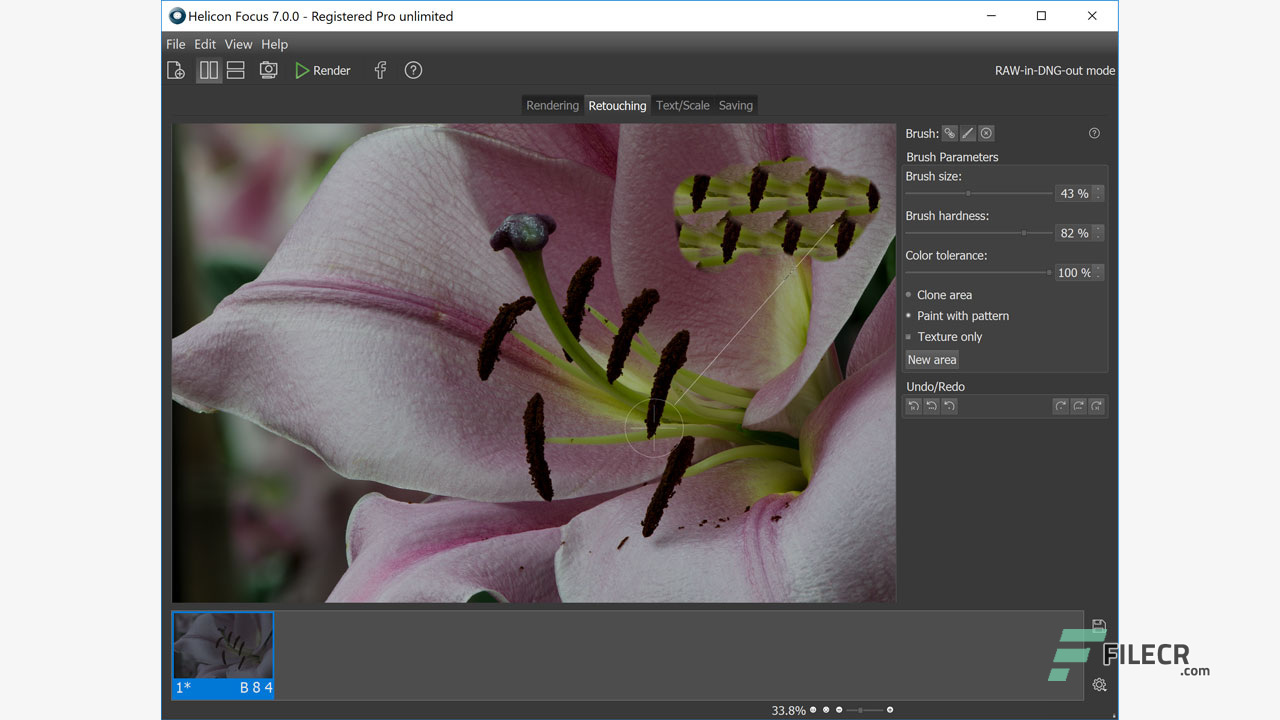 Helicon Focus 7.0.0 - Registered Pro unlimited
File Edit View Help
Render
RAW-in-DNG-out mode
Rendering Retouching Text/Scale Saving
Brush:
Brush Parameters
Brush size:
43 %
Brush hardness:
82 %
Color tolerance:
100 %
Clone area
Paint with pattern
Texture only
New area
Undo/Redo
1* B 8 4
FILECR
.com
33.8%